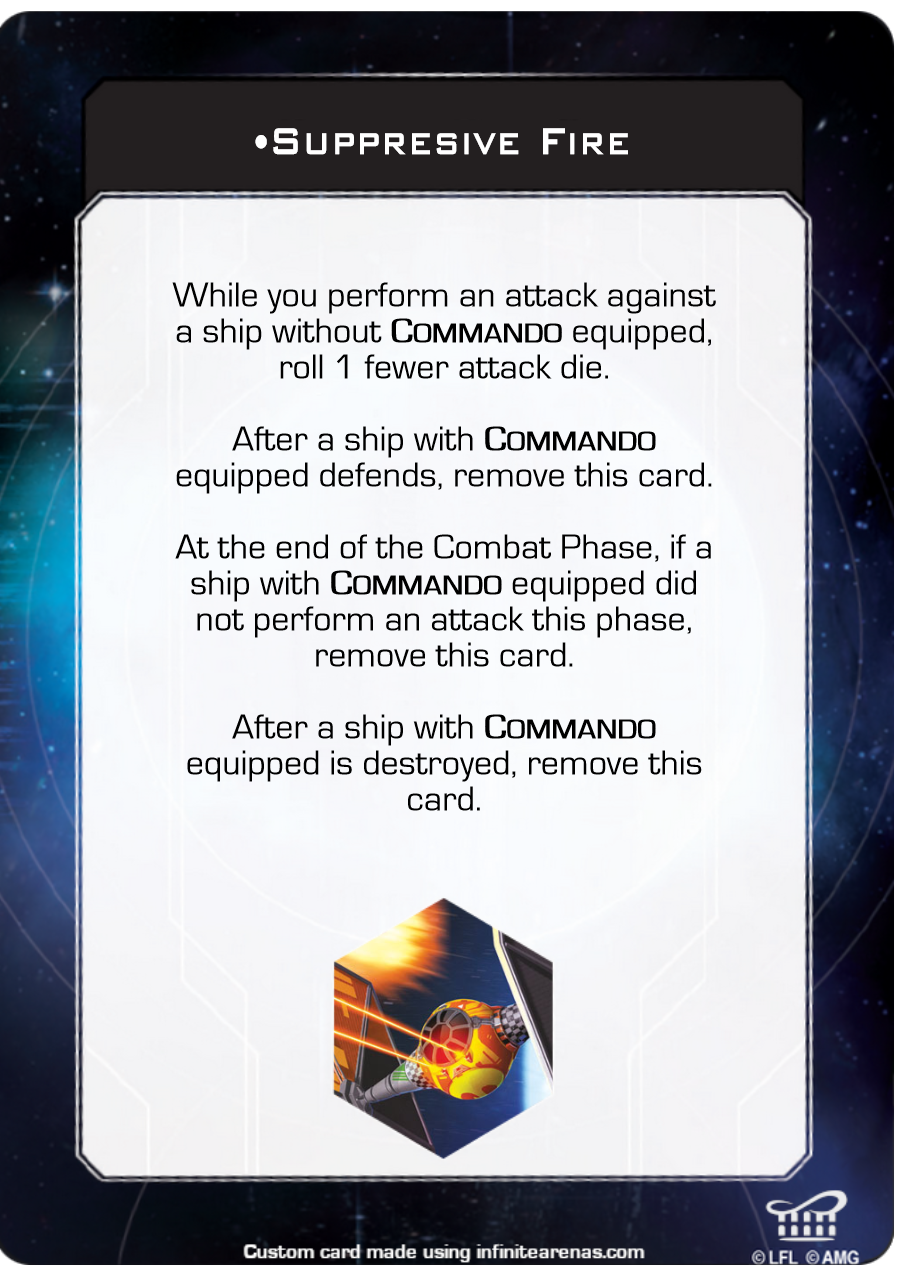 •Suppresive Fire
While you perform an attack against
a ship without Commando equipped,
roll 1 fewer attack die.
After a ship with Commando
equipped defends, remove this card.
At the end of the Combat Phase, if a
ship with Commando equipped did
not perform an attack this phase,
remove this card.
After a ship with Commando
equipped is destroyed, remove this
card.
Custom card made using infinitearenas.com
© LFL © AMG